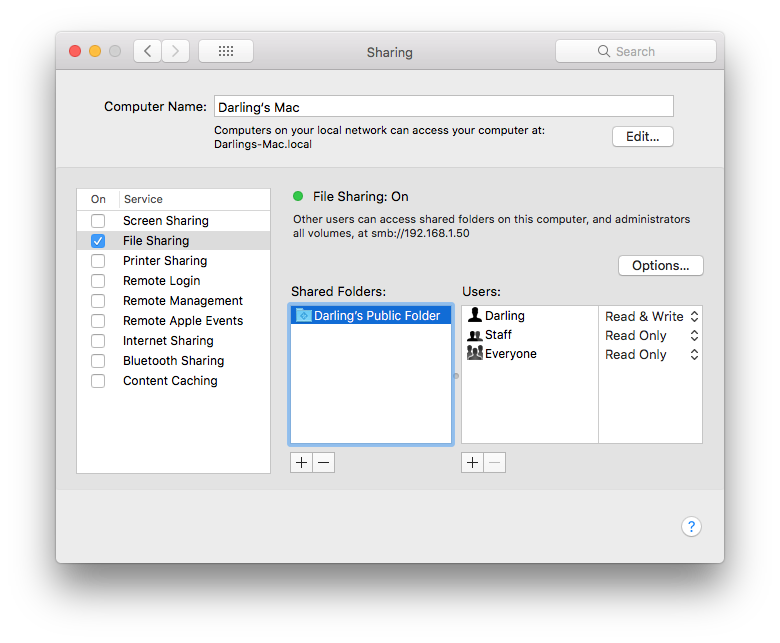 Sharing
Search
Computer Name: Darling's Mac
Computers on your local network can access your computer at:
Darlings-Mac.local
Edit...
On Service
Screen Sharing
File Sharing
Printer Sharing
Remote Login
Remote Management
Remote Apple Events
Internet Sharing
Bluetooth Sharing
Content Caching
File Sharing: On
Other users can access shared folders on this computer, and administrators
all volumes, at smb://192.168.1.50
Options...
Shared Folders:
Darling's Public Folder
Users:
Darling Read & Write
Staff Read Only
Everyone Read Only
+ −
+ −
?